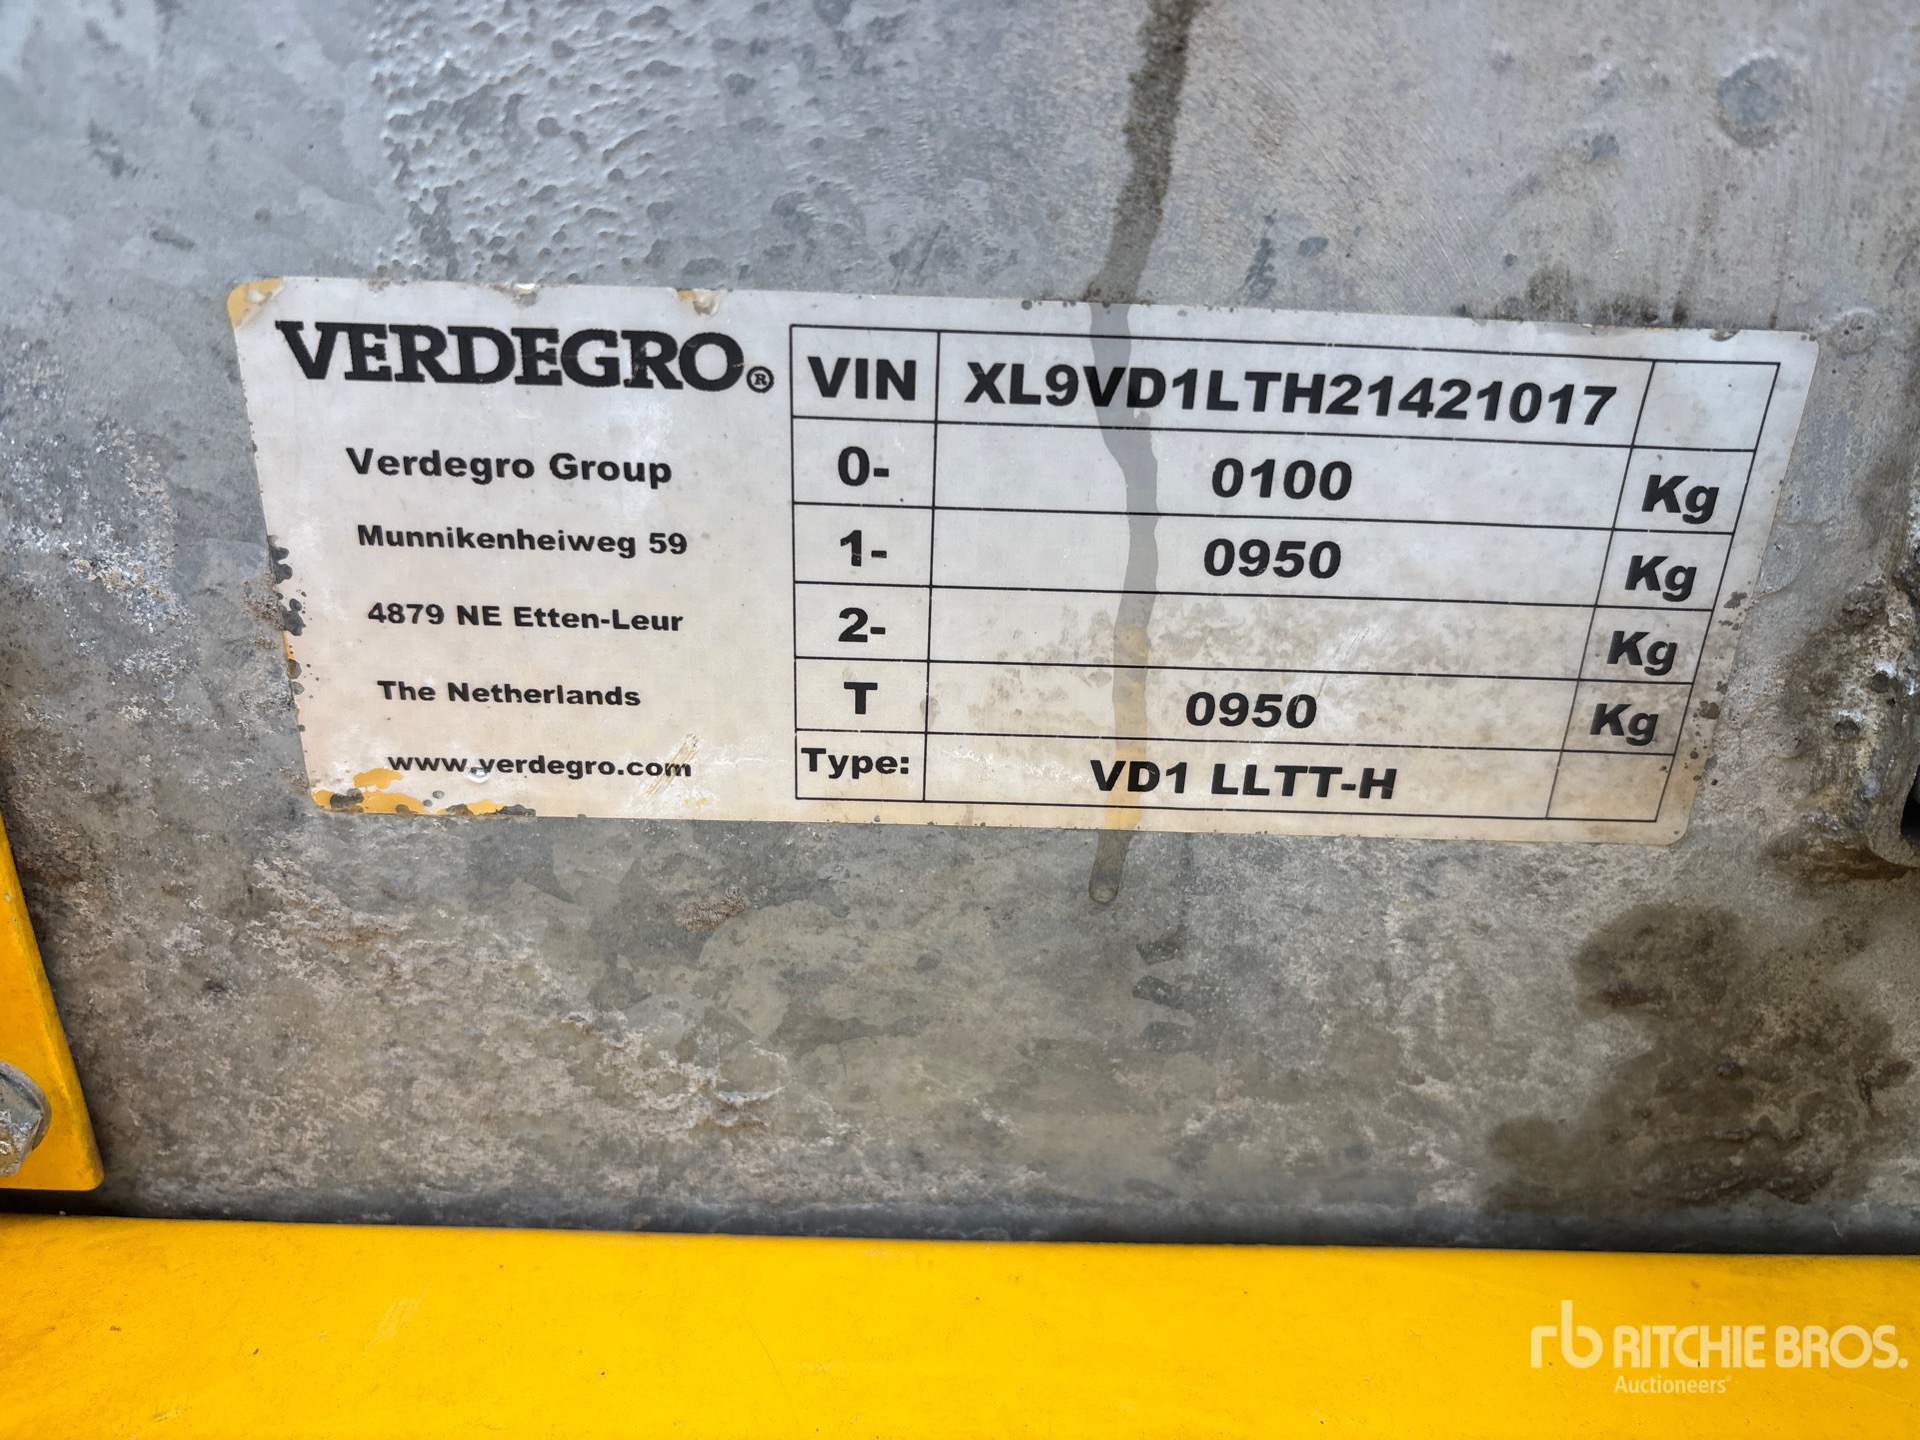 VERDEGRO®
Verdegro Group
Munnikenheiweg 59
4879 NE Etten-Leur
The Netherlands
www.verdegro.com
VIN XL9VD1LTH21421017
0- 0100 Kg
1- 0950 Kg
2- Kg
T 0950 Kg
Type: VD1 LLTT-H
rb RITCHIE BROS.
Auctioneers